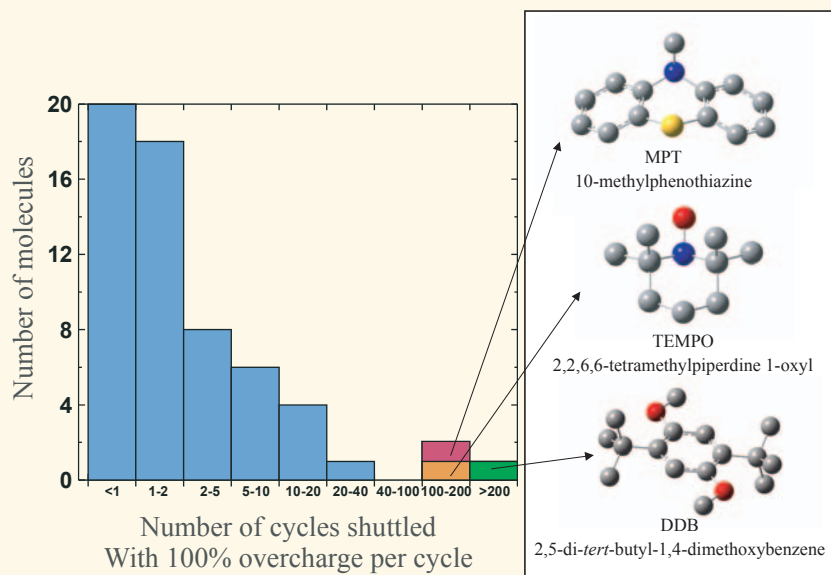 20
16
12
8
4
0
Number of molecules
<1 1-2 2-5 5-10 10-20 20-40 40-100 100-200 >200
Number of cycles shuttled
With 100% overcharge per cycle
MPT
10-methylphenothiazine
TEMPO
2,2,6,6-tetramethylpiperdine 1-oxyl
DDB
2,5-di-tert-butyl-1,4-dimethoxybenzene